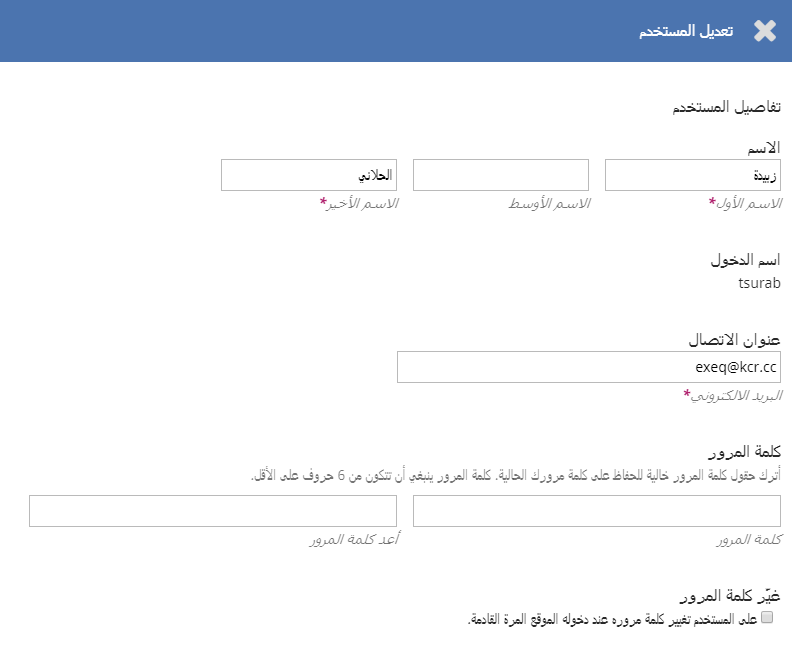 تعديل المستخدم
تفاصيل المستخدم
الاسم
زبيدة الحلاني
الاسم الأول* الاسم الأوسط الاسم الأخير*
اسم الدخول
tsurab
عنوان الاتصال
exeq@kcr.cc
البريد الالكتروني*
كلمة المرور
أترك حقول كلمة المرور خالية للحفاظ على كلمة مرورك الحالية. كلمة المرور ينبغي أن تتكون من 6 حروف على الأقل.
كلمة المرور أعد كلمة المرور
غيّر كلمة المرور
على المستخدم تغيير كلمة مروره عند دخوله الموقع المرة القادمة.